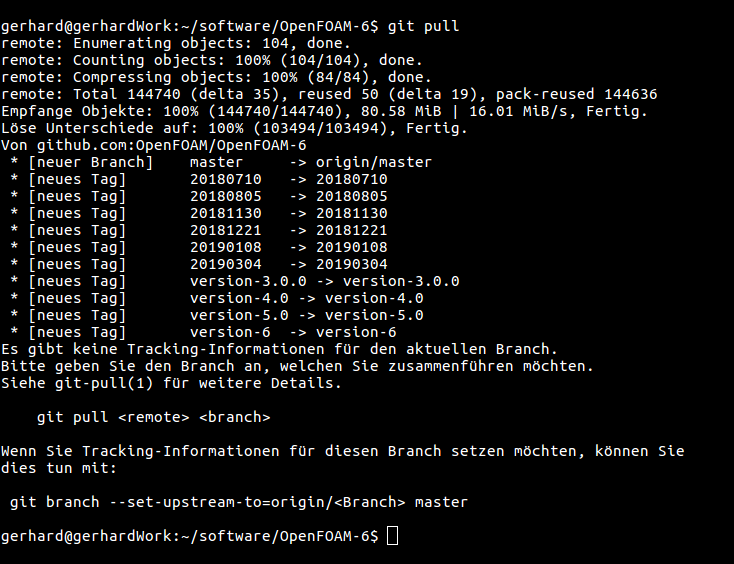 gerhard@gerhardWork:~/software/OpenFOAM-6$ git pull
remote: Enumerating objects: 104, done.
remote: Counting objects: 100% (104/104), done.
remote: Compressing objects: 100% (84/84), done.
remote: Total 144740 (delta 35), reused 50 (delta 19), pack-reused 144636
Empfange Objekte: 100% (144740/144740), 80.58 MiB | 16.01 MiB/s, Fertig.
Löse Unterschiede auf: 100% (103494/103494), Fertig.
Von github.com:OpenFOAM/OpenFOAM-6
 * [neuer Branch]    master     -> origin/master
 * [neues Tag]       20180710   -> 20180710
 * [neues Tag]       20180805   -> 20180805
 * [neues Tag]       20181130   -> 20181130
 * [neues Tag]       20181221   -> 20181221
 * [neues Tag]       20190108   -> 20190108
 * [neues Tag]       20190304   -> 20190304
 * [neues Tag]       version-3.0.0 -> version-3.0.0
 * [neues Tag]       version-4.0 -> version-4.0
 * [neues Tag]       version-5.0 -> version-5.0
 * [neues Tag]       version-6  -> version-6
Es gibt keine Tracking-Informationen für den aktuellen Branch.
Bitte geben Sie den Branch an, welchen Sie zusammenführen möchten.
Siehe git-pull(1) für weitere Details.
    git pull <remote> <branch>
Wenn Sie Tracking-Informationen für diesen Branch setzen möchten, können Sie
dies tun mit:
 git branch --set-upstream-to=origin/<Branch> master
gerhard@gerhardWork:~/software/OpenFOAM-6$